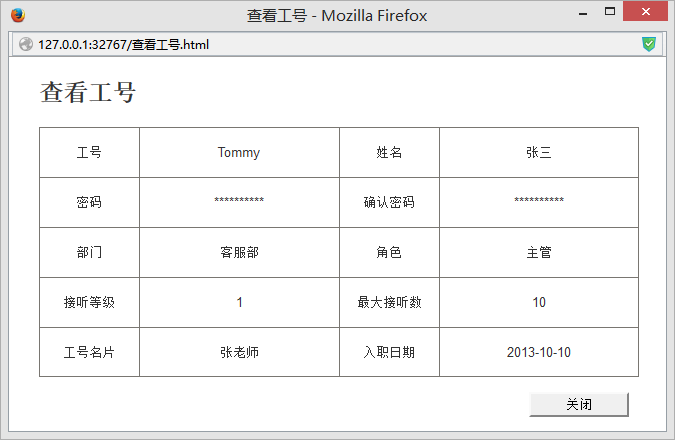 查看工号 - Mozilla Firefox
127.0.0.1:32767/查看工号.html
查看工号
工号 Tommy 姓名 张三
密码 ********** 确认密码 **********
部门 客服部 角色 主管
接听等级 1 最大接听数 10
工号名片 张老师 入职日期 2013-10-10
关闭